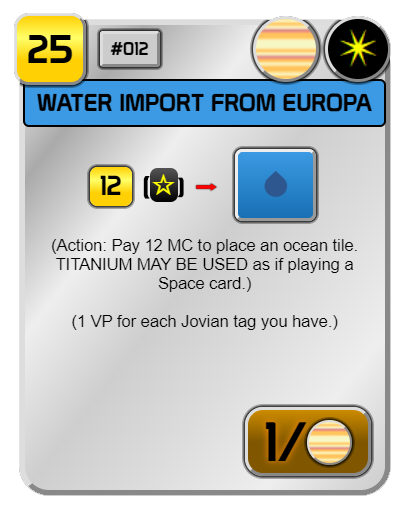 25
#012
WATER IMPORT FROM EUROPA
12
(Action: Pay 12 MC to place an ocean tile.
TITANIUM MAY BE USED as if playing a
Space card.)
(1 VP for each Jovian tag you have.)
1/